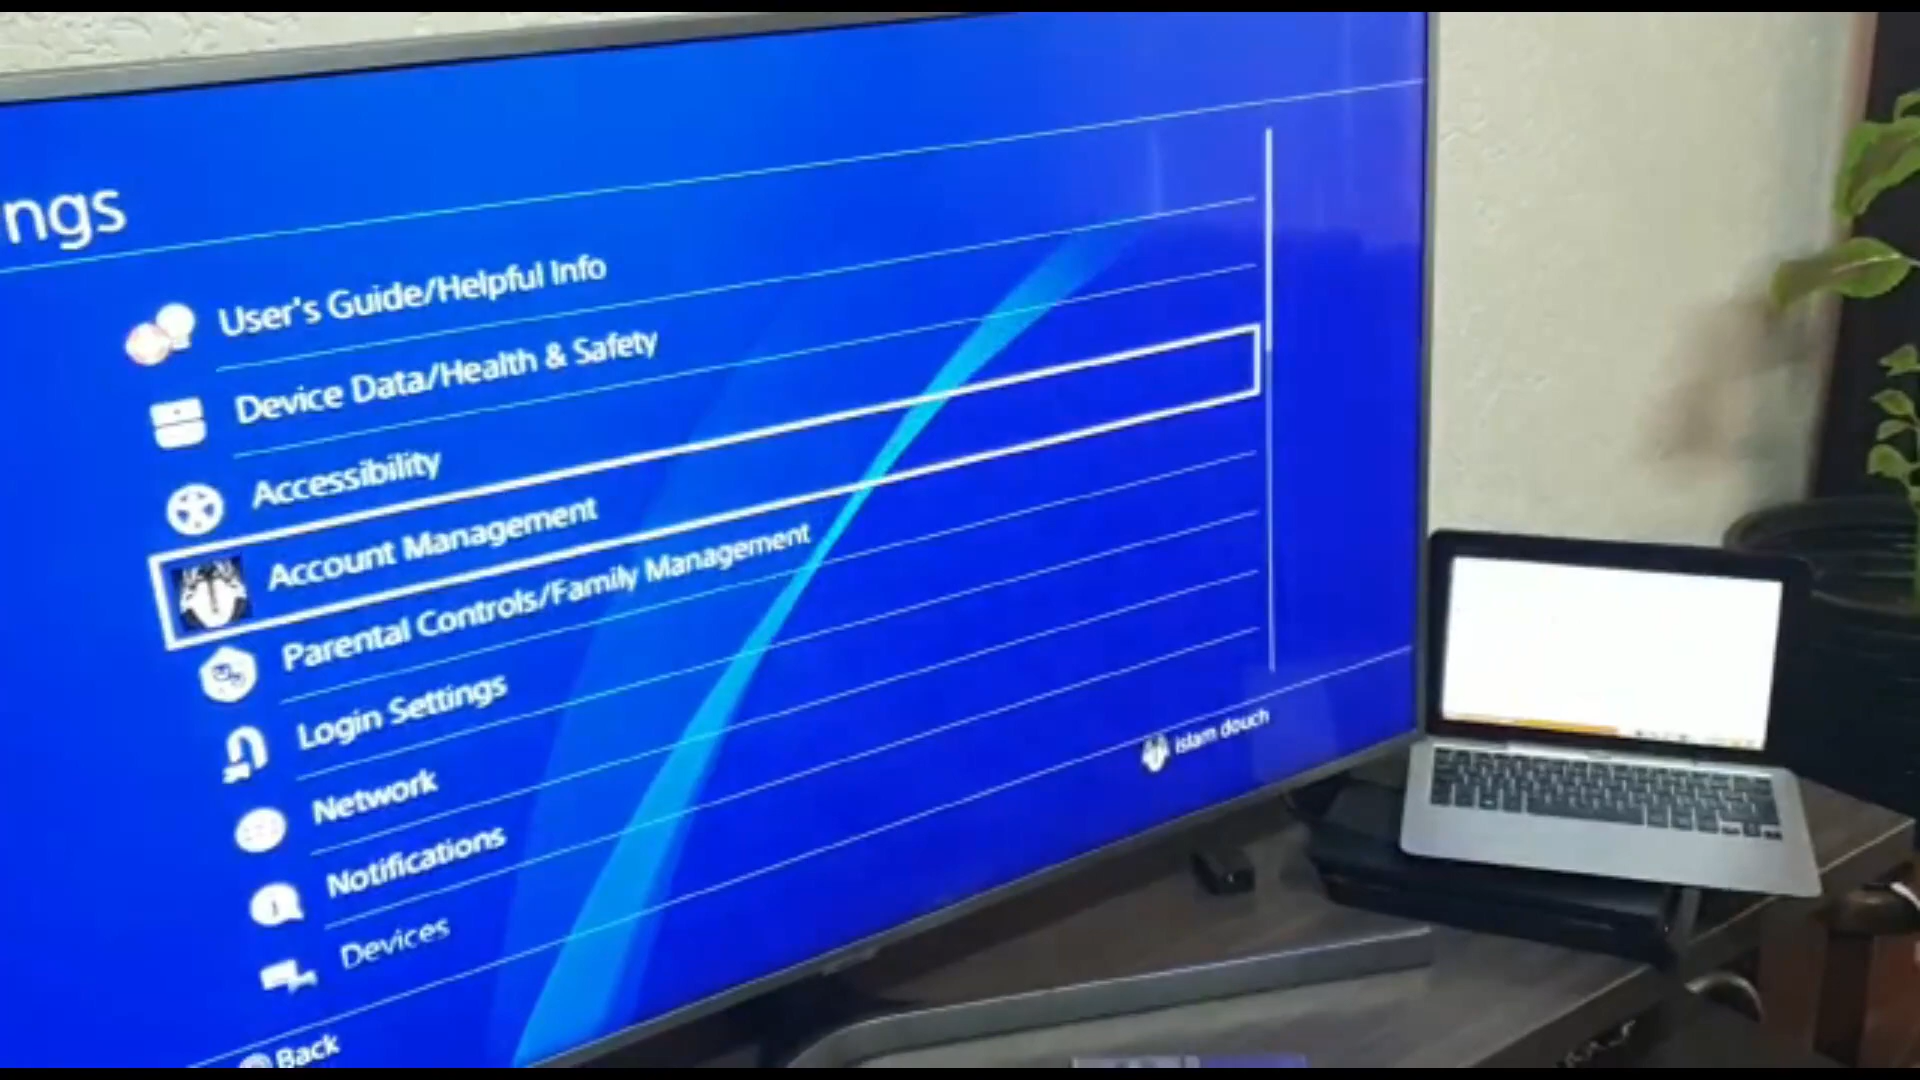 ngs
User's Guide/Helpful Info
Device Data/Health & Safety
Accessibility
Account Management
Parental Controls/Family Management
Login Settings
Network
Notifications
Devices
islam douch
Back